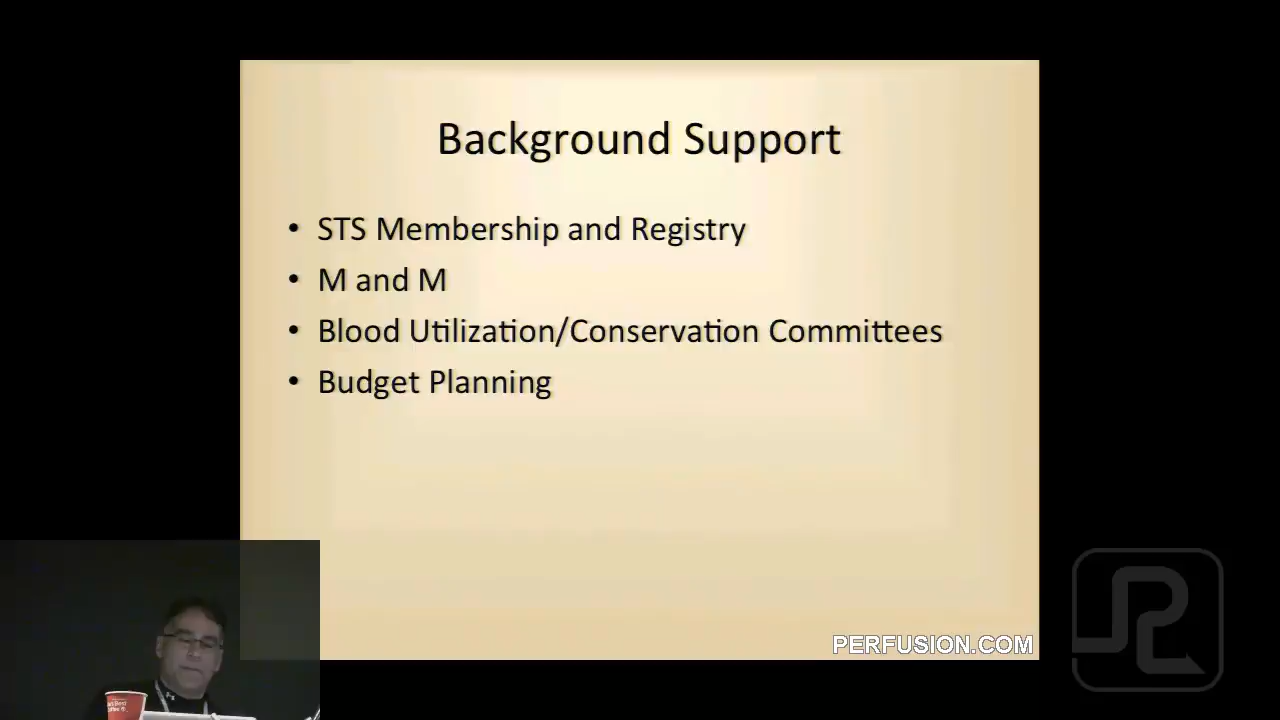 Background Support
• STS Membership and Registry
• M and M
• Blood Utilization/Conservation Committees
• Budget Planning
PERFUSION.COM